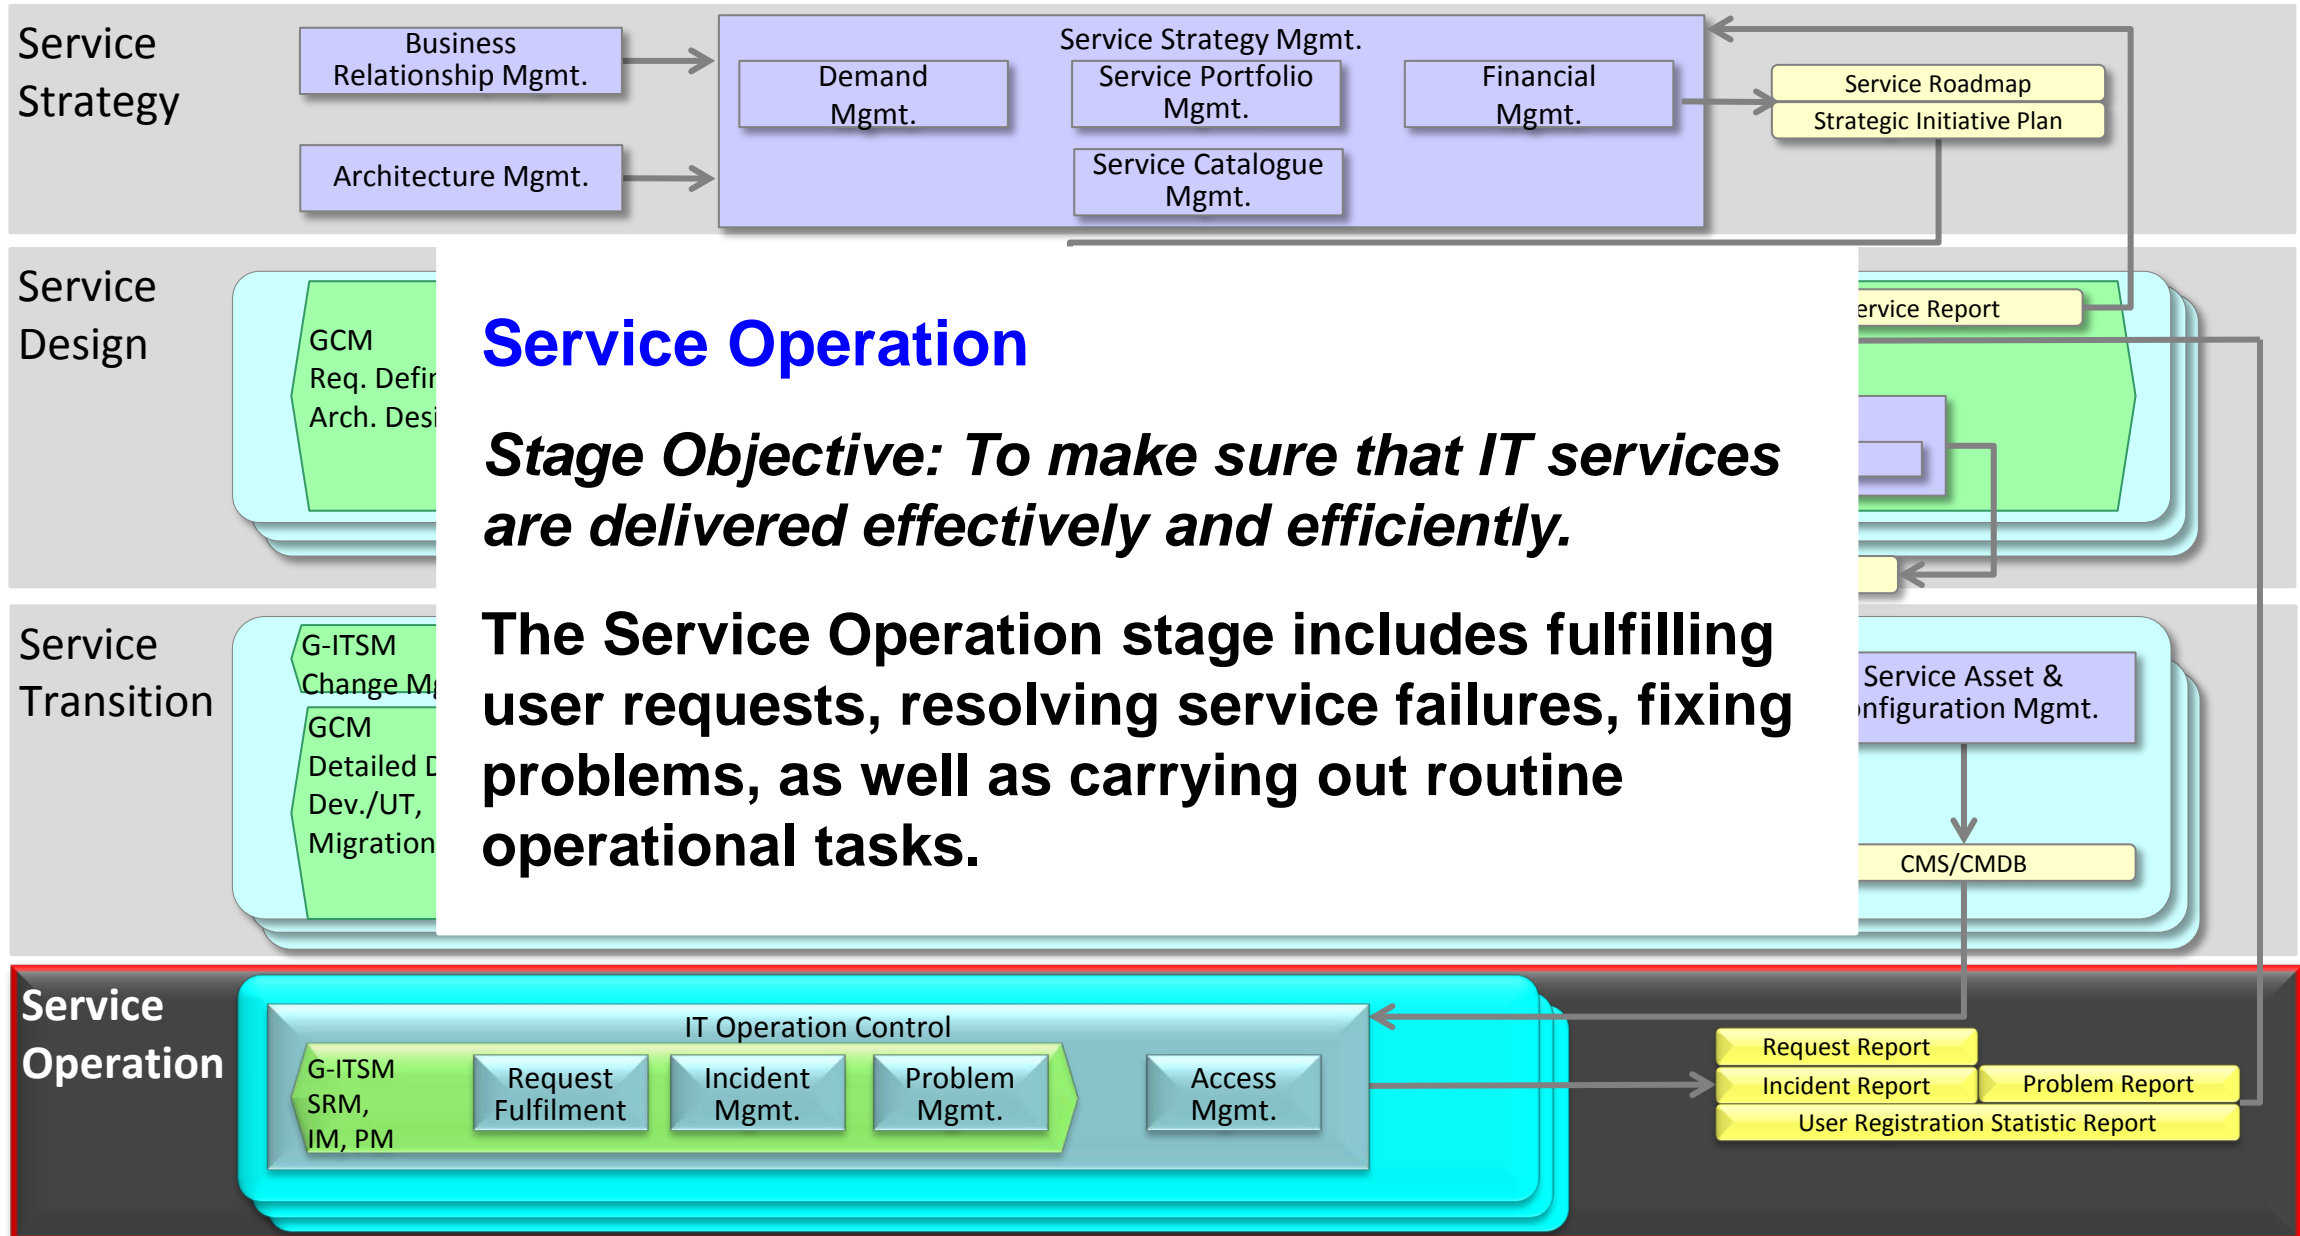 Service
Strategy
Business
Relationship Mgmt.
Architecture Mgmt.
Service Strategy Mgmt.
Demand
Mgmt.
Service Portfolio
Mgmt.
Financial
Mgmt.
Service Catalogue
Mgmt.
Service Roadmap
Strategic Initiative Plan
Service
Design
GCM
Req.
Arch.
Report
Service Operation
Stage Objective: To make sure that IT services
are delivered effectively and efficiently.
The Service Operation stage includes fulfilling
user requests, resolving service failures, fixing
problems, as well as carrying out routine
operational tasks.
Service
Transition
G-ITSM
Change
GCM
Detailed
Dev./UT,
Migration
Service Asset &
Mgmt.
CMS/CMDB
Service
Operation
IT Operation Control
G-ITSM
SRM,
IM, PM
Request
Fulfilment
Incident
Mgmt.
Problem
Mgmt.
Access
Mgmt.
Request Report
Incident Report
Problem Report
User Registration Statistic Report